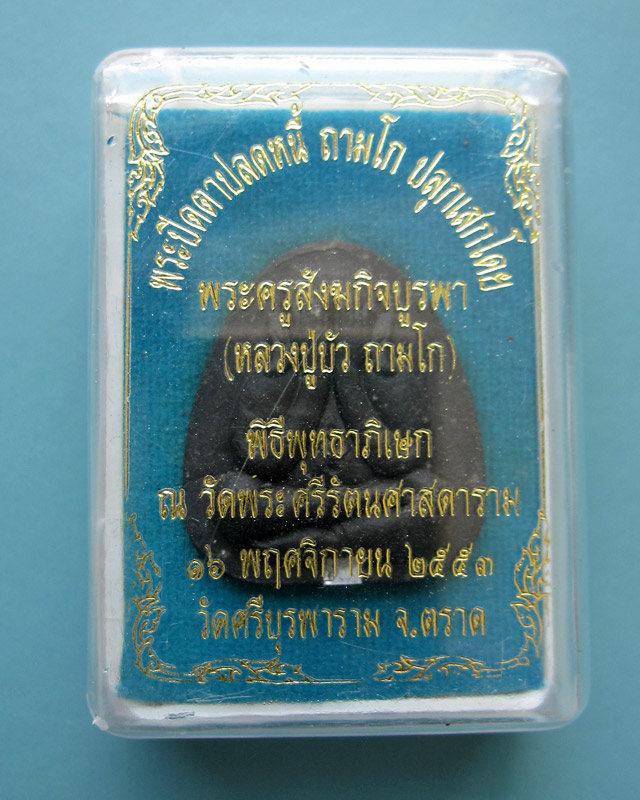 พระปิดตาปลดหนี้ ถามโก ปลุกเสกโดย
พระครูสังฆกิจบูรพา
(หลวงปู่บัว ถามโก)
พิธีพุทธาภิเษก
ณ วัดพระศรีรัตนศาสดาราม
๑๖ พฤศจิกายน ๒๕๕๓
วัดศรีบุรพาราม จ.ตราด